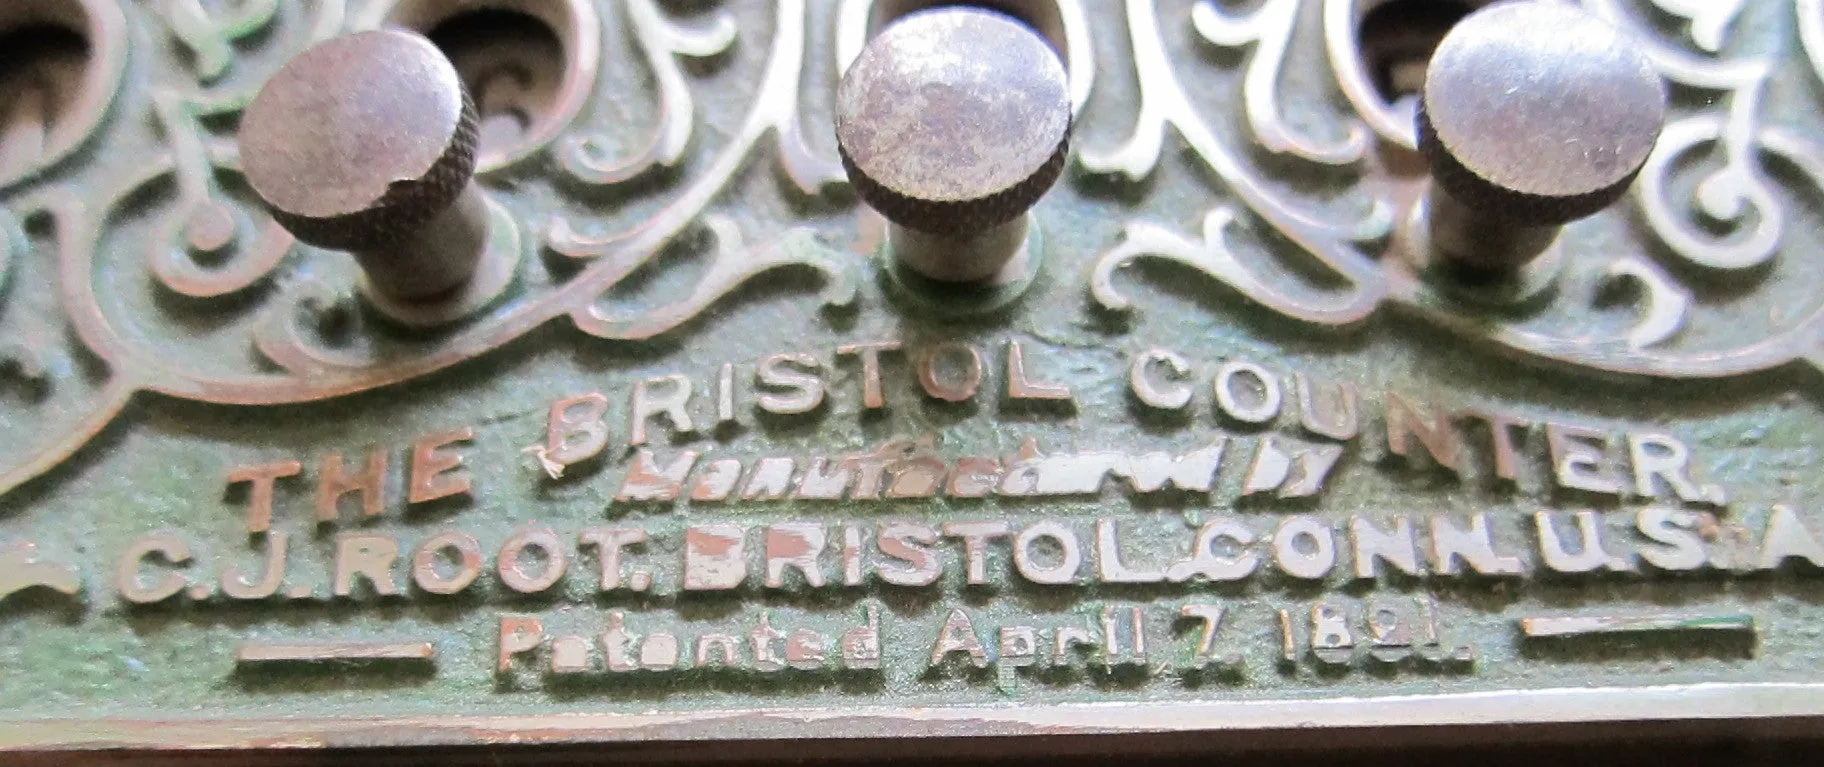 THE BRISTOL COUNTER.
Manufactured by
C.J. ROOT. BRISTOL. CONN. U.S. A
Patented April 7. 1891.